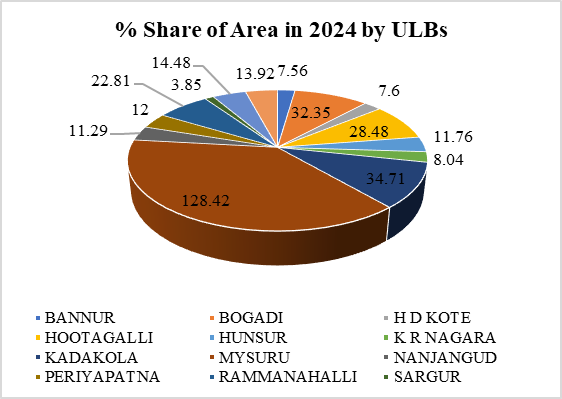 % Share of Area in 2024 by ULBs
14.48
13.92
7.56
22.81
3.85
7.6
12
32.35
11.29
28.48
11.76
8.04
34.71
128.42
BANNUR BOGADI H D KOTE
HOOTAGALLI HUNSUR K R NAGARA
KADAKOLA MYSURU NANJANGUD
PERIYAPATNA RAMMANAHALLI SARGUR